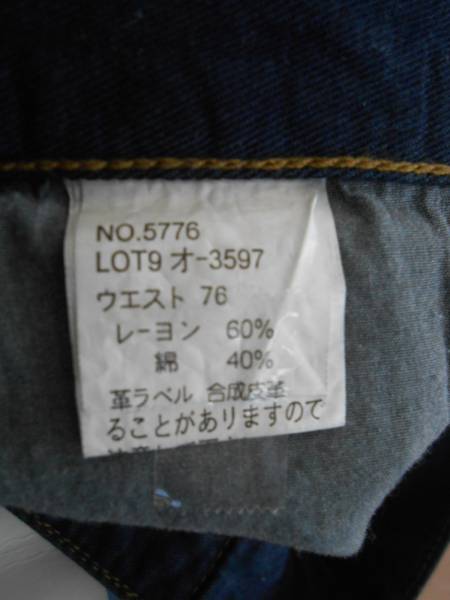 NO.5776
LOT9 オ-3597
ウエスト 76
レーヨン 60%
綿 40%
革ラベル 合成皮革
ることがありますので